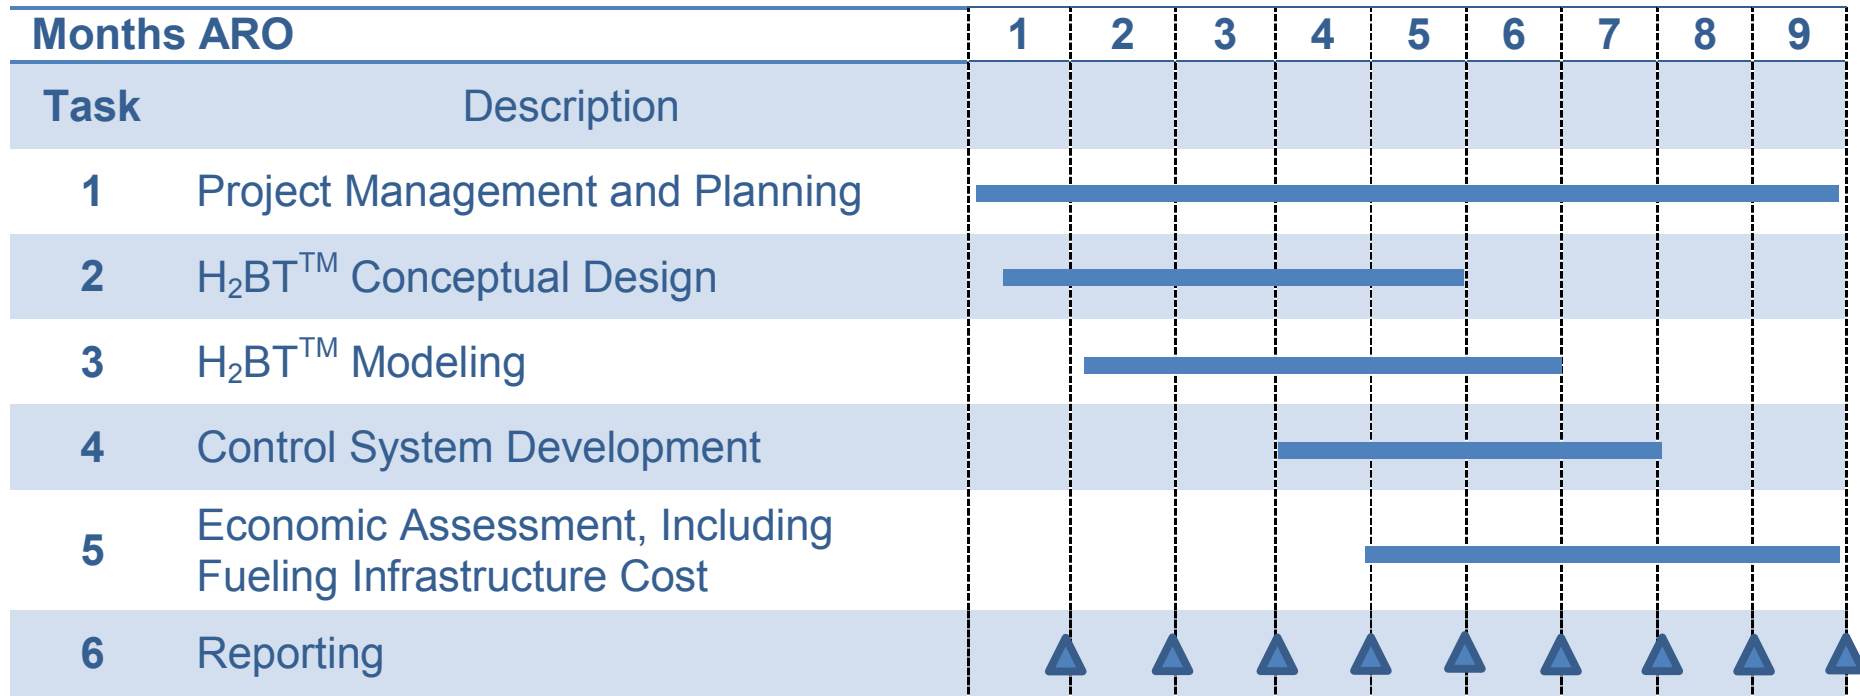 Months ARO 1 2 3 4 5 6 7 8 9
Task Description
1 Project Management and Planning
2 H₂BT™ Conceptual Design
3 H₂BT™ Modeling
4 Control System Development
5 Economic Assessment, Including
Fueling Infrastructure Cost
6 Reporting